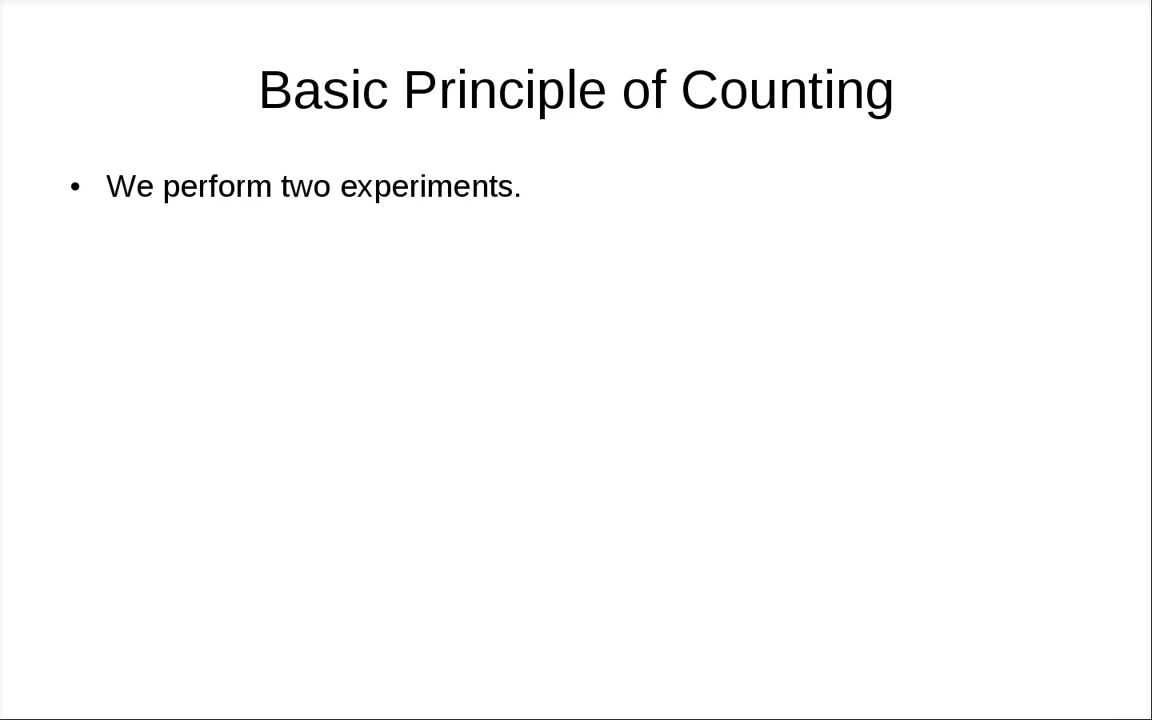 Basic Principle of Counting
• We perform two experiments.